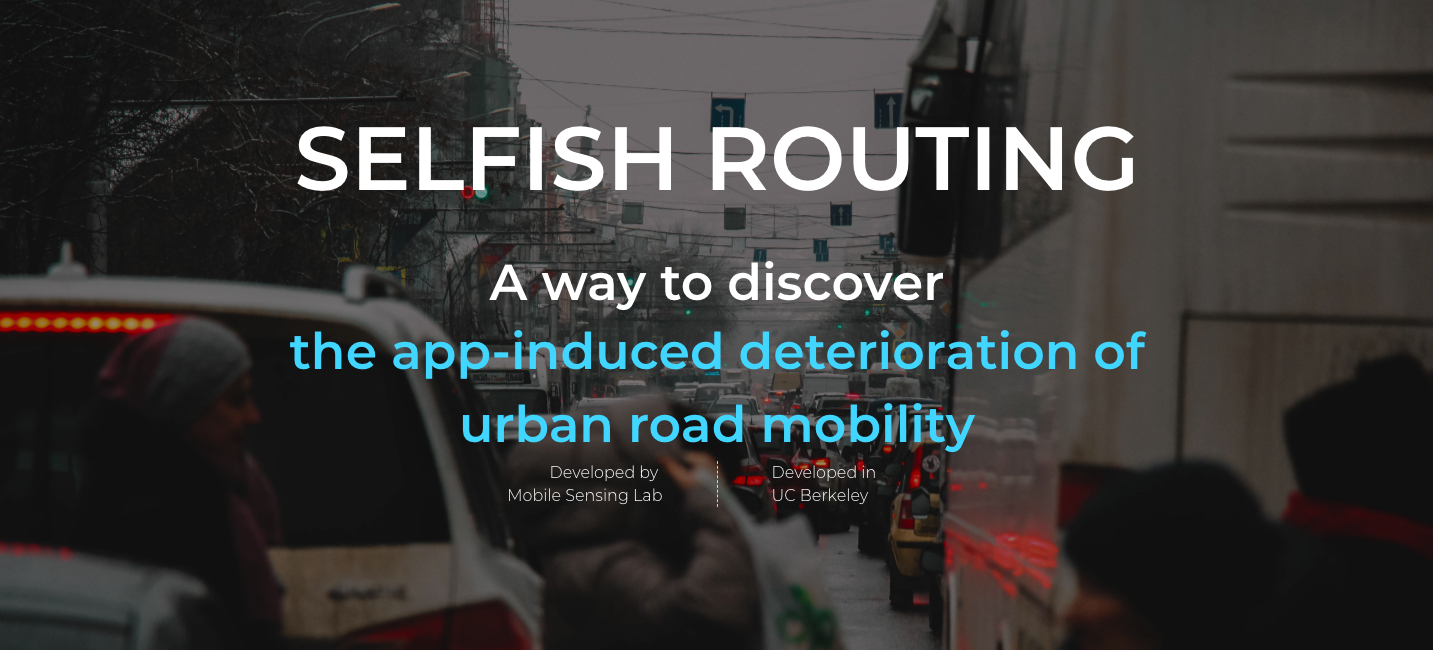 SELFISH ROUTING
A way to discover
the app-induced deterioration of
urban road mobility
Developed by
Mobile Sensing Lab
Developed in
UC Berkeley